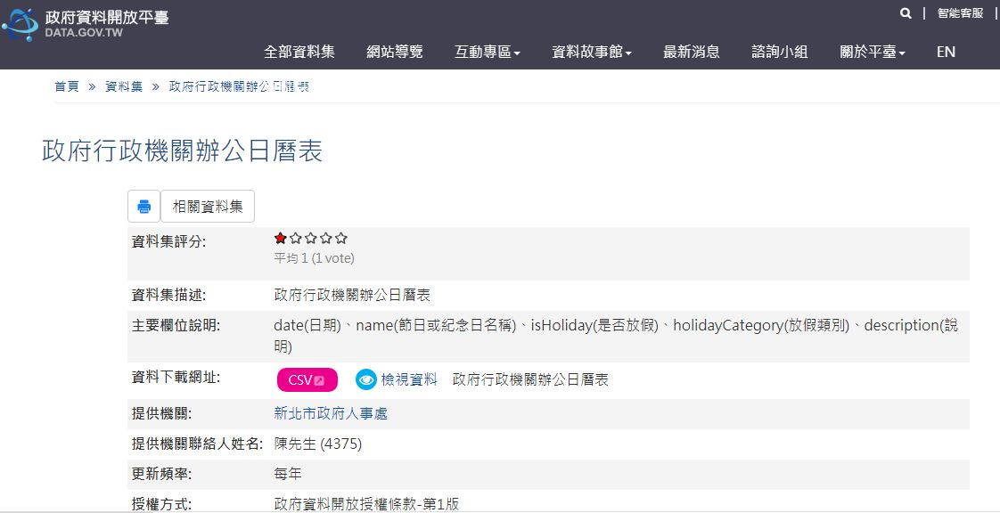 政府資料開放平臺
DATA.GOV.TW
智能客服
全部資料集 網站導覽 互動專區 資料故事館 最新消息 諮詢小組 關於平臺 EN
首頁 » 資料集 » 政府行政機關辦公日曆表
政府行政機關辦公日曆表
相關資料集
資料集評分:
平均 1 (1 vote)
資料集描述: 政府行政機關辦公日曆表
主要欄位說明: date(日期)、name(節日或紀念日名稱)、isHoliday(是否放假)、holidayCategory(放假類別)、description(說
明)
資料下載網址: CSV 檢視資料 政府行政機關辦公日曆表
提供機關: 新北市政府人事處
提供機關聯絡人姓名: 陳先生 (4375)
更新頻率: 每年
授權方式: 政府資料開放授權條款-第1版